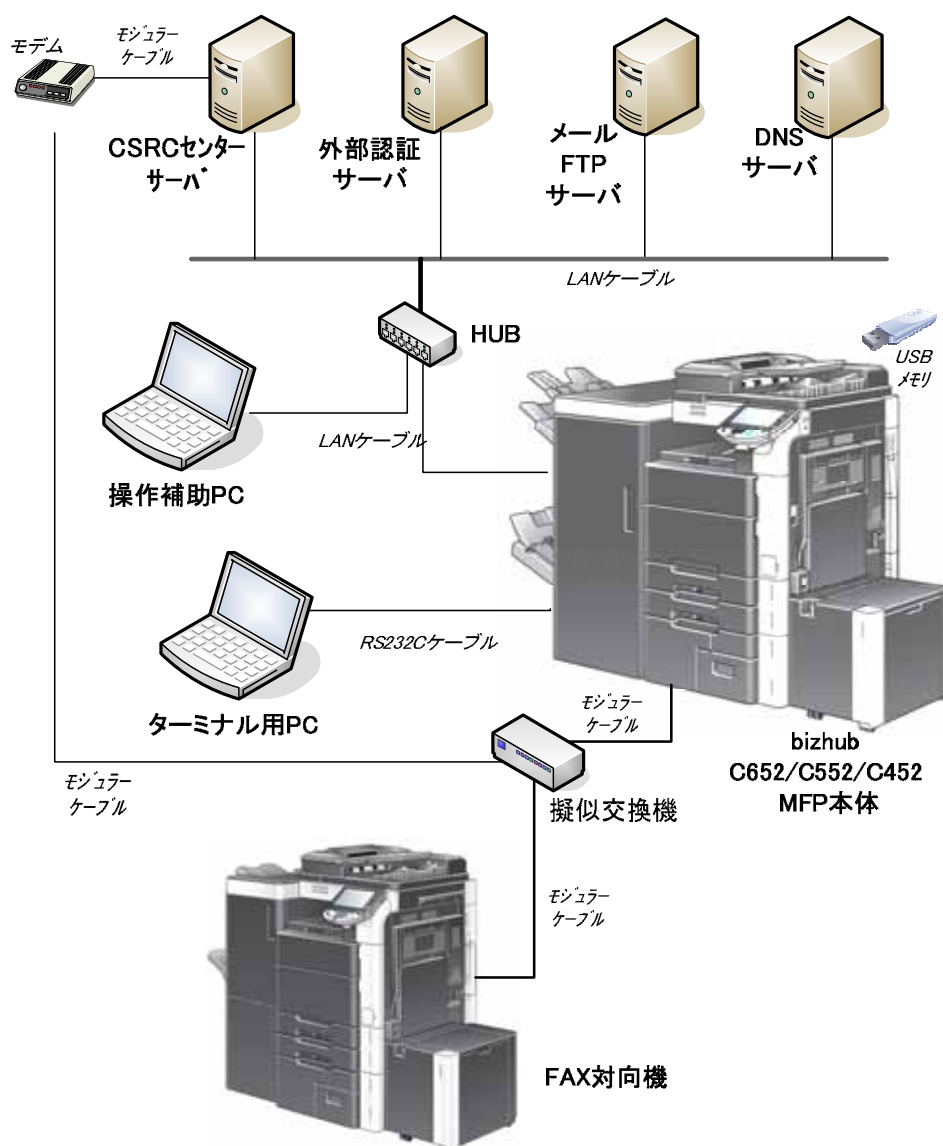 モデム
モジュラー
ケーブル
CSRCセンター
サーバ
外部認証
サーバ
メール
FTP
サーバ
DNS
サーバ
LANケーブル
HUB
USB
メモリ
LANケーブル
操作補助PC
RS232Cケーブル
ターミナル用PC
モジュラー
ケーブル
bizhub
C652/C552/C452
MFP本体
モジュラー
ケーブル
擬似交換機
モジュラー
ケーブル
FAX対向機